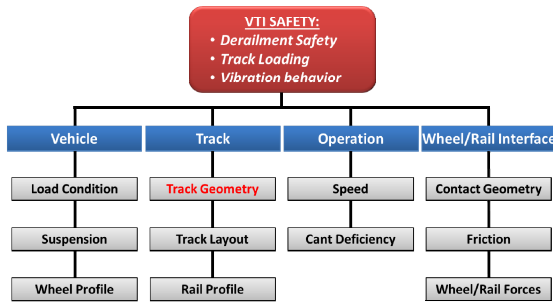 VTI SAFETY:
• Derailment Safety
• Track Loading
• Vibration behavior
Vehicle Track Operation Wheel/Rail Interface
Load Condition Track Geometry Speed Contact Geometry
Suspension Track Layout Cant Deficiency Friction
Wheel Profile Rail Profile Wheel/Rail Forces